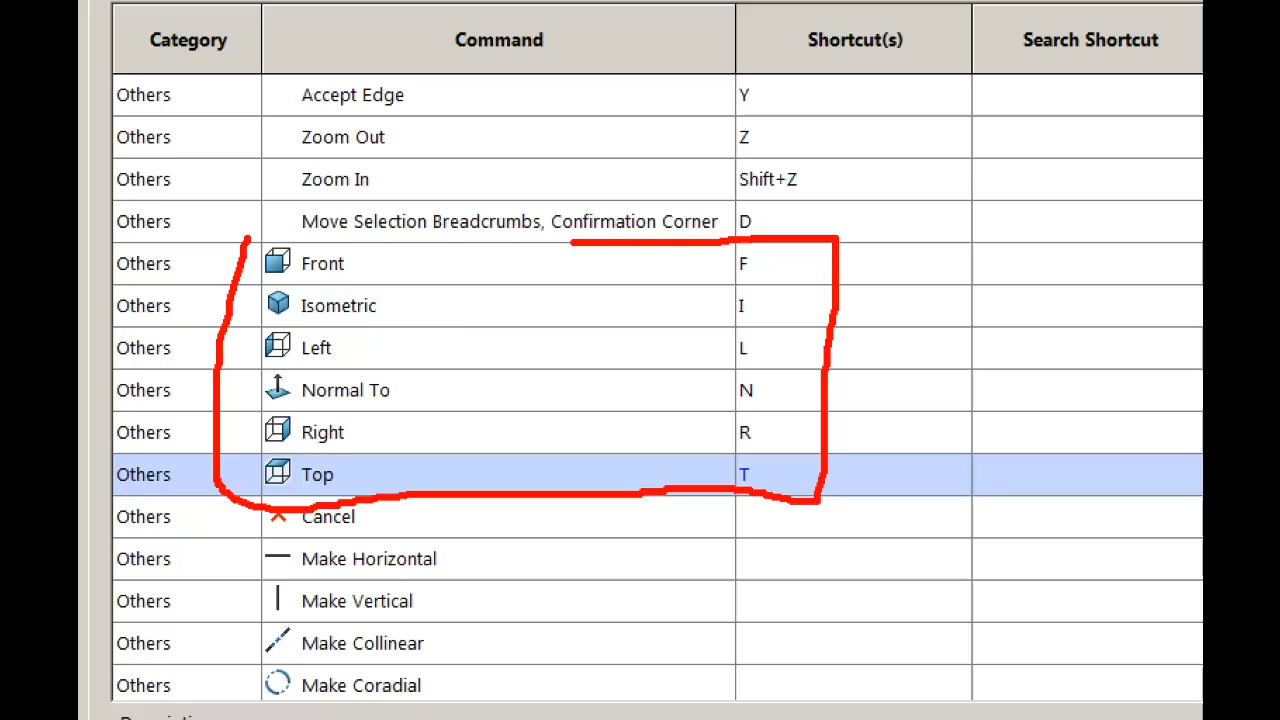 Category Command Shortcut(s) Search Shortcut
Others Accept Edge Y
Others Zoom Out Z
Others Zoom In Shift+Z
Others Move Selection Breadcrumbs, Confirmation Corner D
Others Front F
Others Isometric I
Others Left L
Others Normal To N
Others Right R
Others Top T
Others Cancel
Others Make Horizontal
Others Make Vertical
Others Make Collinear
Others Make Coradial